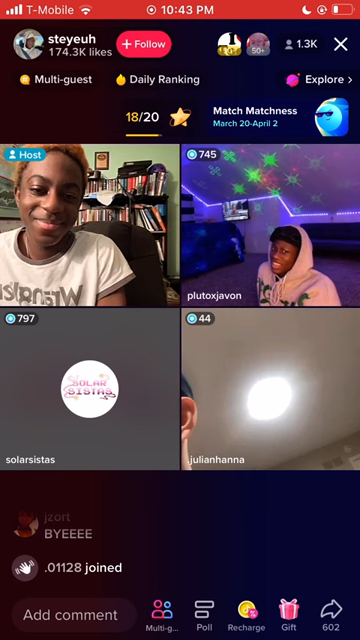 T-Mobile
10:43 PM
steyeuh
174.3K likes
+ Follow
50+
1.3K
Multi-guest
Daily Ranking
Explore >
18/20
Match Matchness
March 20-April 2
Host
745
plutoxjavon
797
SOLAR
SISTAS
solarsistas
44
.julianhanna
jzort
BYEEEE
.01128 joined
Add comment
Multi-g...
Poll
Recharge
Gift
602